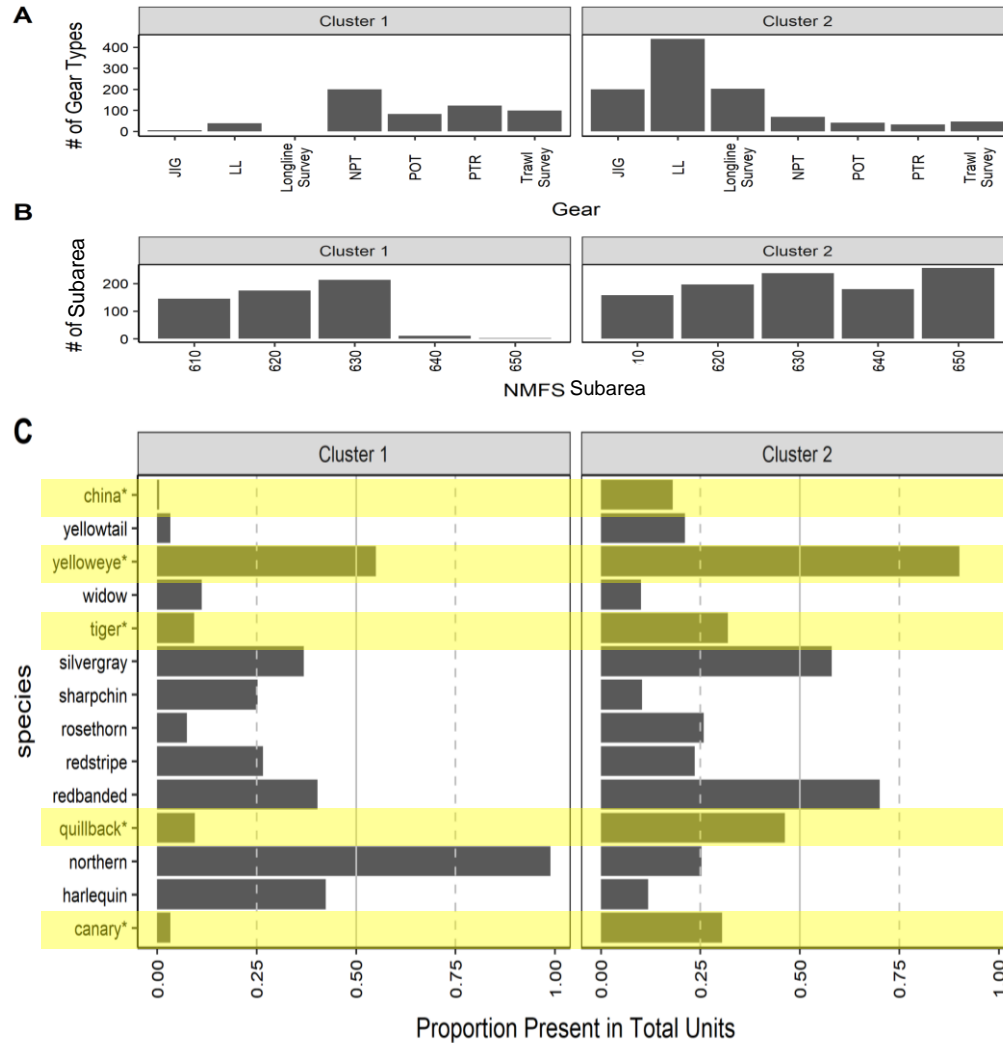 A
Cluster 1
Cluster 2
# of Gear Types
400
300
200
100
0
JIG
LL
Longline
Survey
NPT
POT
PTR
Trawl
Survey
JIG
LL
Longline
Survey
NPT
POT
PTR
Trawl
Survey
Gear
B
Cluster 1
Cluster 2
# of Subarea
200
100
0
610
620
630
640
650
10
620
630
640
650
NMFS Subarea
C
Cluster 1
Cluster 2
species
china*
yellowtail
yelloweye*
widow
tiger*
silvergray
sharpchin
rosethorn
redstripe
redbanded
quillback*
northern
harlequin
canary*
0.00
0.25
0.50
0.75
1.00
0.00
0.25
0.50
0.75
1.00
Proportion Present in Total Units